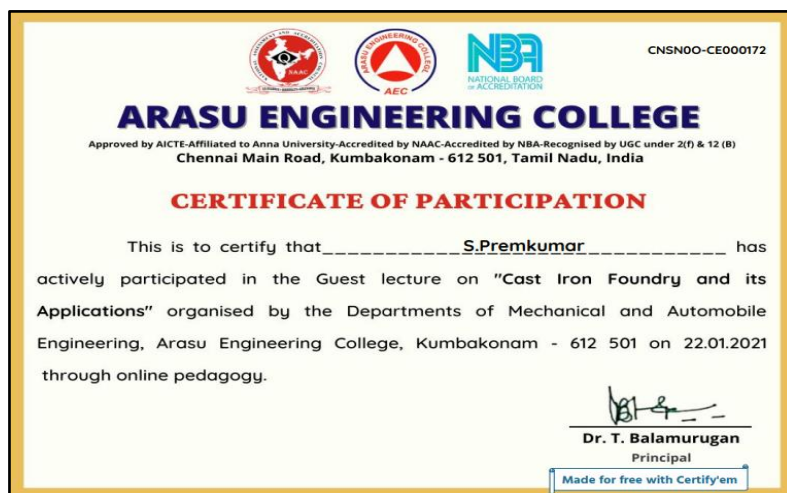 CNSN0O-CE000172
NAAC
ARASU ENGINEERING COLLEGE
AEC
NBA
NATIONAL BOARD
OF ACCREDITATION
ARASU ENGINEERING COLLEGE
Approved by AICTE-Affiliated to Anna University-Accredited by NAAC-Accredited by NBA-Recognised by UGC under 2(f) & 12 (B)
Chennai Main Road, Kumbakonam - 612 501, Tamil Nadu, India
CERTIFICATE OF PARTICIPATION
This is to certify that S.Premkumar has
actively participated in the Guest lecture on "Cast Iron Foundry and its
Applications" organised by the Departments of Mechanical and Automobile
Engineering, Arasu Engineering College, Kumbakonam - 612 501 on 22.01.2021
through online pedagogy.
Dr. T. Balamurugan
Principal
Made for free with Certify'em